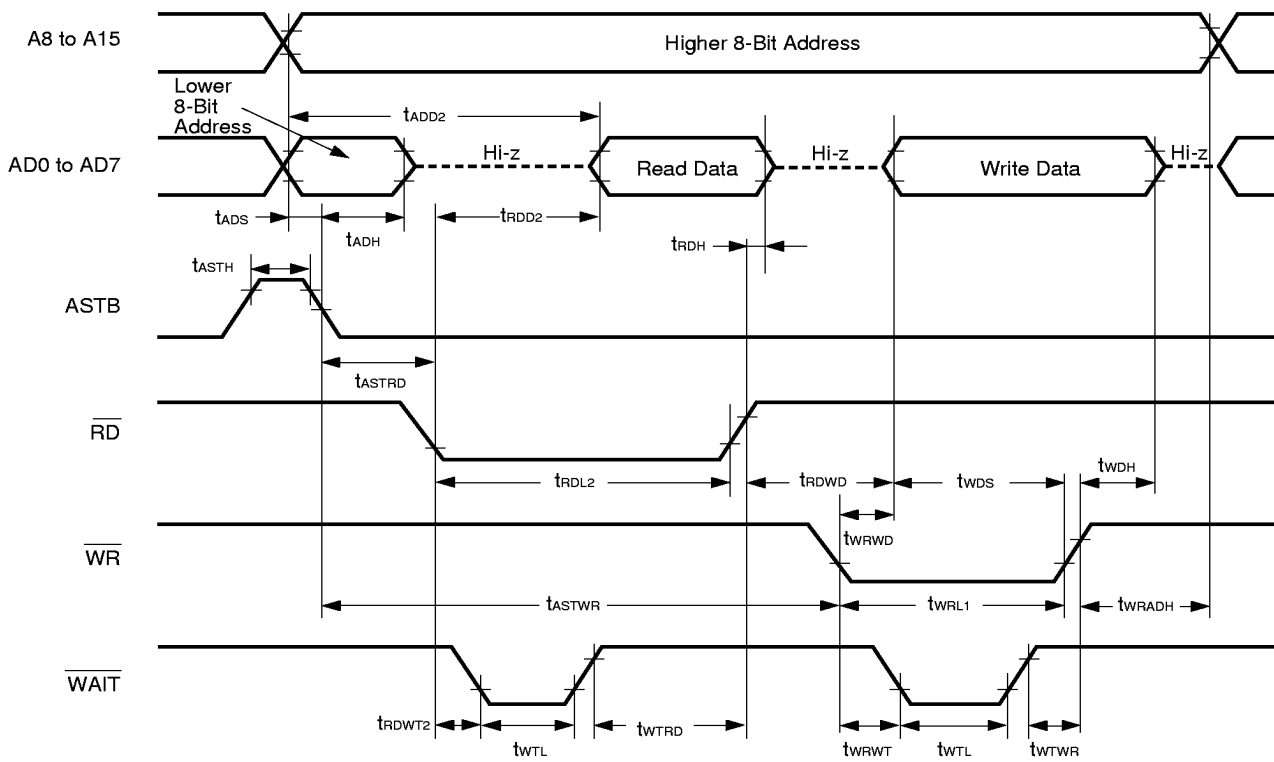 A8 to A15
Higher 8-Bit Address
Lower
8-Bit
Address
tADD2
AD0 to AD7
Hi-z
Read Data
Hi-z
Write Data
Hi-z
tADS
tADH
tRDD2
tRDH
tASTH
ASTB
tASTRD
RD
tRDL2
tRDWD
tWDS
tWDH
WR
tWRWD
tASTWR
tWRL1
tWRADH
WAIT
tRDWT2
tWTL
tWTRD
tWRWT
tWTL
tWTWR